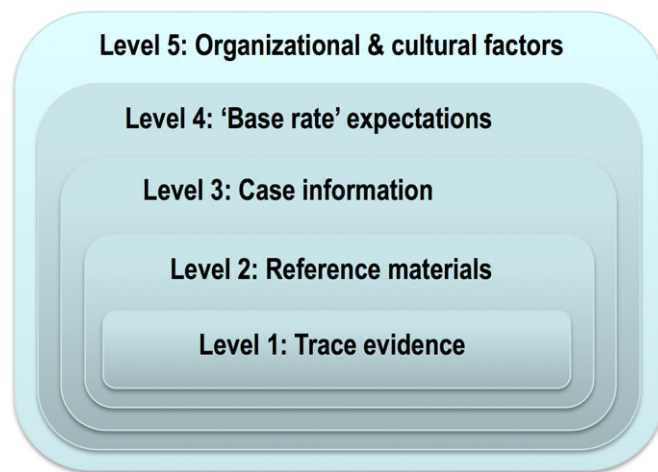 Level 5: Organizational & cultural factors
Level 4: ‘Base rate’ expectations
Level 3: Case information
Level 2: Reference materials
Level 1: Trace evidence